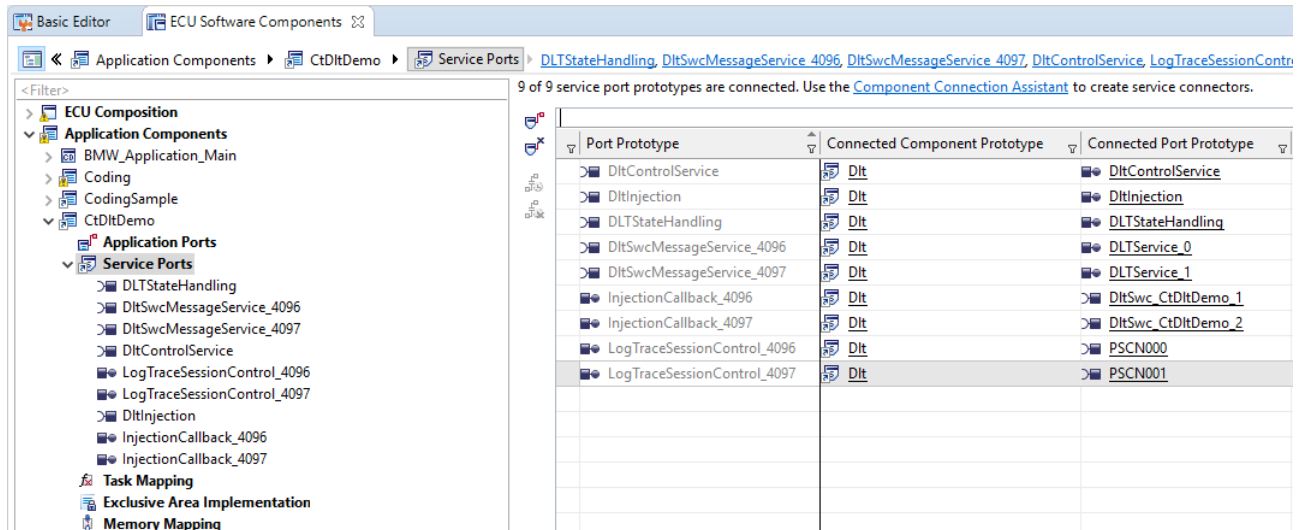 Basic Editor
ECU Software Components
Application Components
CtDltDemo
Service Ports
DLTStateHandling, DltSwcMessageService_4096, DltSwcMessageService_4097, DltControlService, LogTraceSessionContr
<Filter>
9 of 9 service port prototypes are connected. Use the Component Connection Assistant to create service connectors.
ECU Composition
Application Components
BMW_Application_Main
Coding
CodingSample
CtDltDemo
Application Ports
Service Ports
DLTStateHandling
DltSwcMessageService_4096
DltSwcMessageService_4097
DltControlService
LogTraceSessionControl_4096
LogTraceSessionControl_4097
DltInjection
InjectionCallback_4096
InjectionCallback_4097
Task Mapping
Exclusive Area Implementation
Memory Mapping
Port Prototype Connected Component Prototype Connected Port Prototype
DltControlService Dlt DltControlService
DltInjection Dlt DltInjection
DLTStateHandling Dlt DLTStateHandling
DltSwcMessageService_4096 Dlt DLTService_0
DltSwcMessageService_4097 Dlt DLTService_1
InjectionCallback_4096 Dlt DltSwc_CtDltDemo_1
InjectionCallback_4097 Dlt DltSwc_CtDltDemo_2
LogTraceSessionControl_4096 Dlt PSCN000
LogTraceSessionControl_4097 Dlt PSCN001